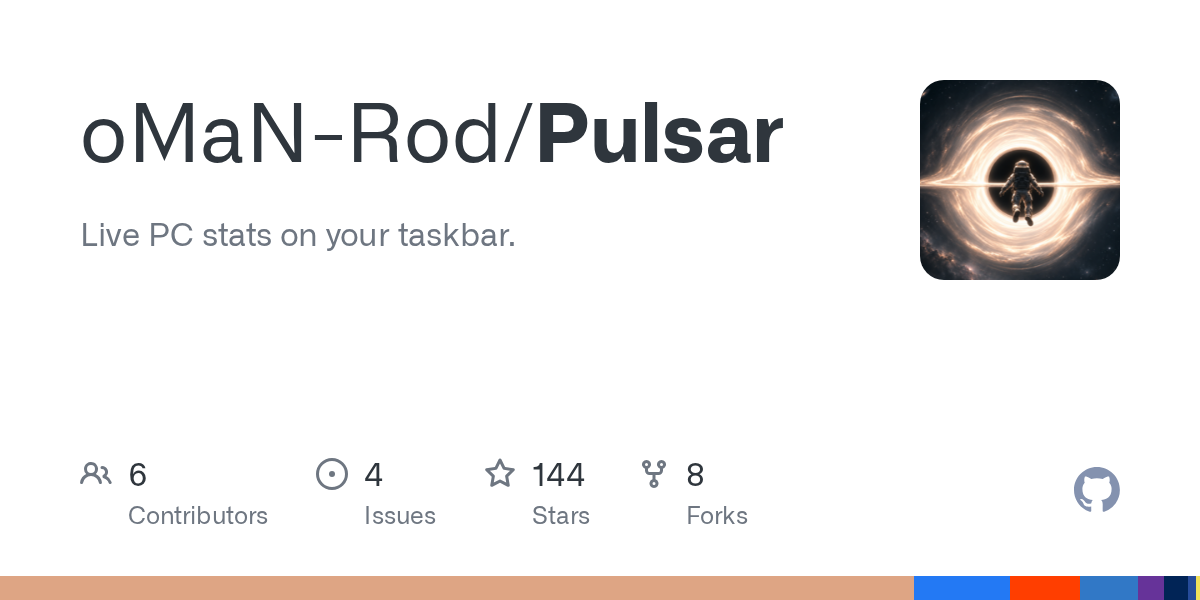 oMaN-Rod/Pulsar
Live PC stats on your taskbar.
6
Contributors
4
Issues
144
Stars
8
Forks